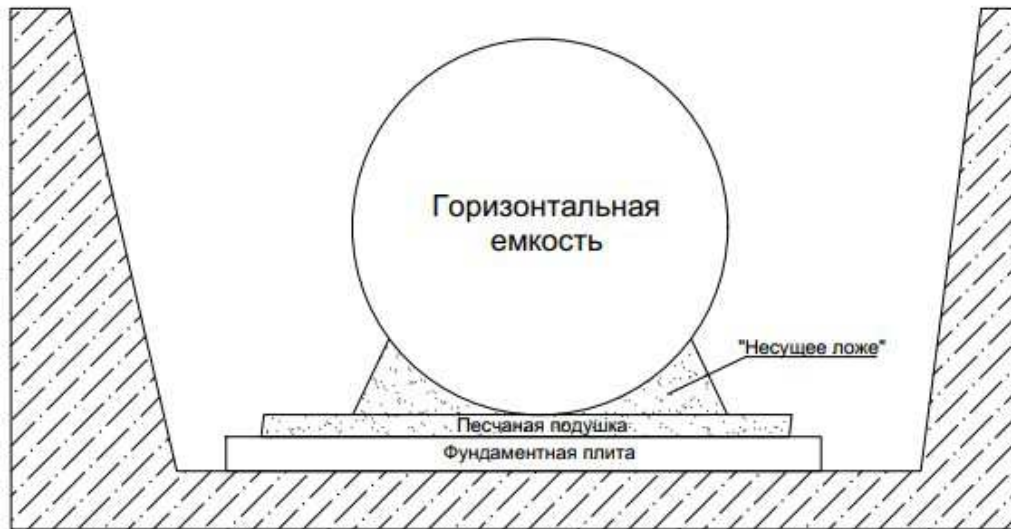 Горизонтальная
емкость
"Несущее ложе"
Песчаная подушка
Фундаментная плита